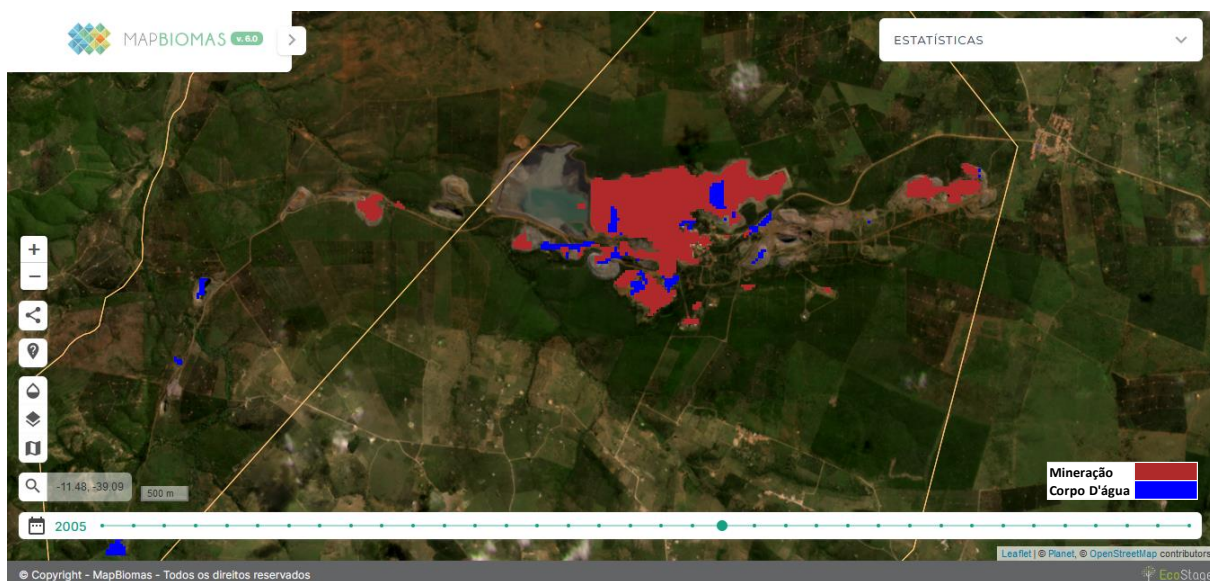 MAPBIOMAS v. 6.0
ESTATÍSTICAS
+
−
-11.48, -39.09
500 m
Mineração
Corpo D'água
2005
Leaflet | © Planet, © OpenStreetMap contributors
© Copyright - MapBiomas - Todos os direitos reservados
EcoStage